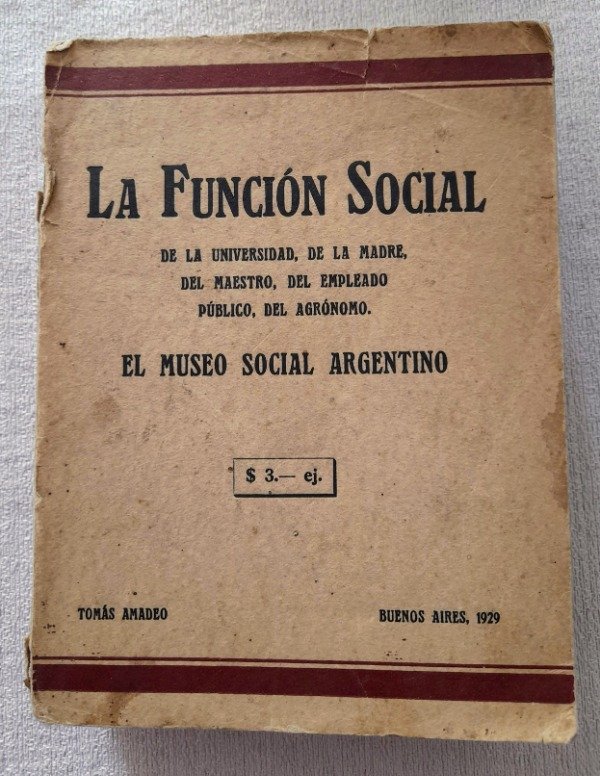 LA FUNCIÓN SOCIAL
DE LA UNIVERSIDAD, DE LA MADRE,
DEL MAESTRO, DEL EMPLEADO
PÚBLICO, DEL AGRÓNOMO.
EL MUSEO SOCIAL ARGENTINO
$ 3.— ej.
TOMÁS AMADEO
BUENOS AIRES, 1929